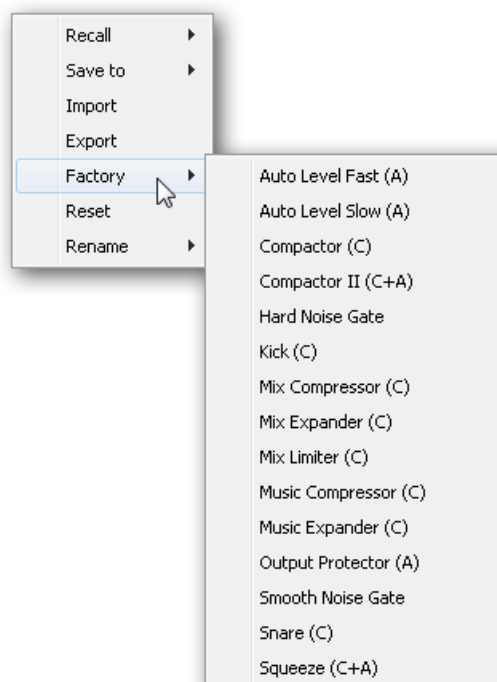 Recall
Save to
Import
Export
Factory
Reset
Rename
Auto Level Fast (A)
Auto Level Slow (A)
Compactor (C)
Compactor II (C+A)
Hard Noise Gate
Kick (C)
Mix Compressor (C)
Mix Expander (C)
Mix Limiter (C)
Music Compressor (C)
Music Expander (C)
Output Protector (A)
Smooth Noise Gate
Snare (C)
Squeeze (C+A)